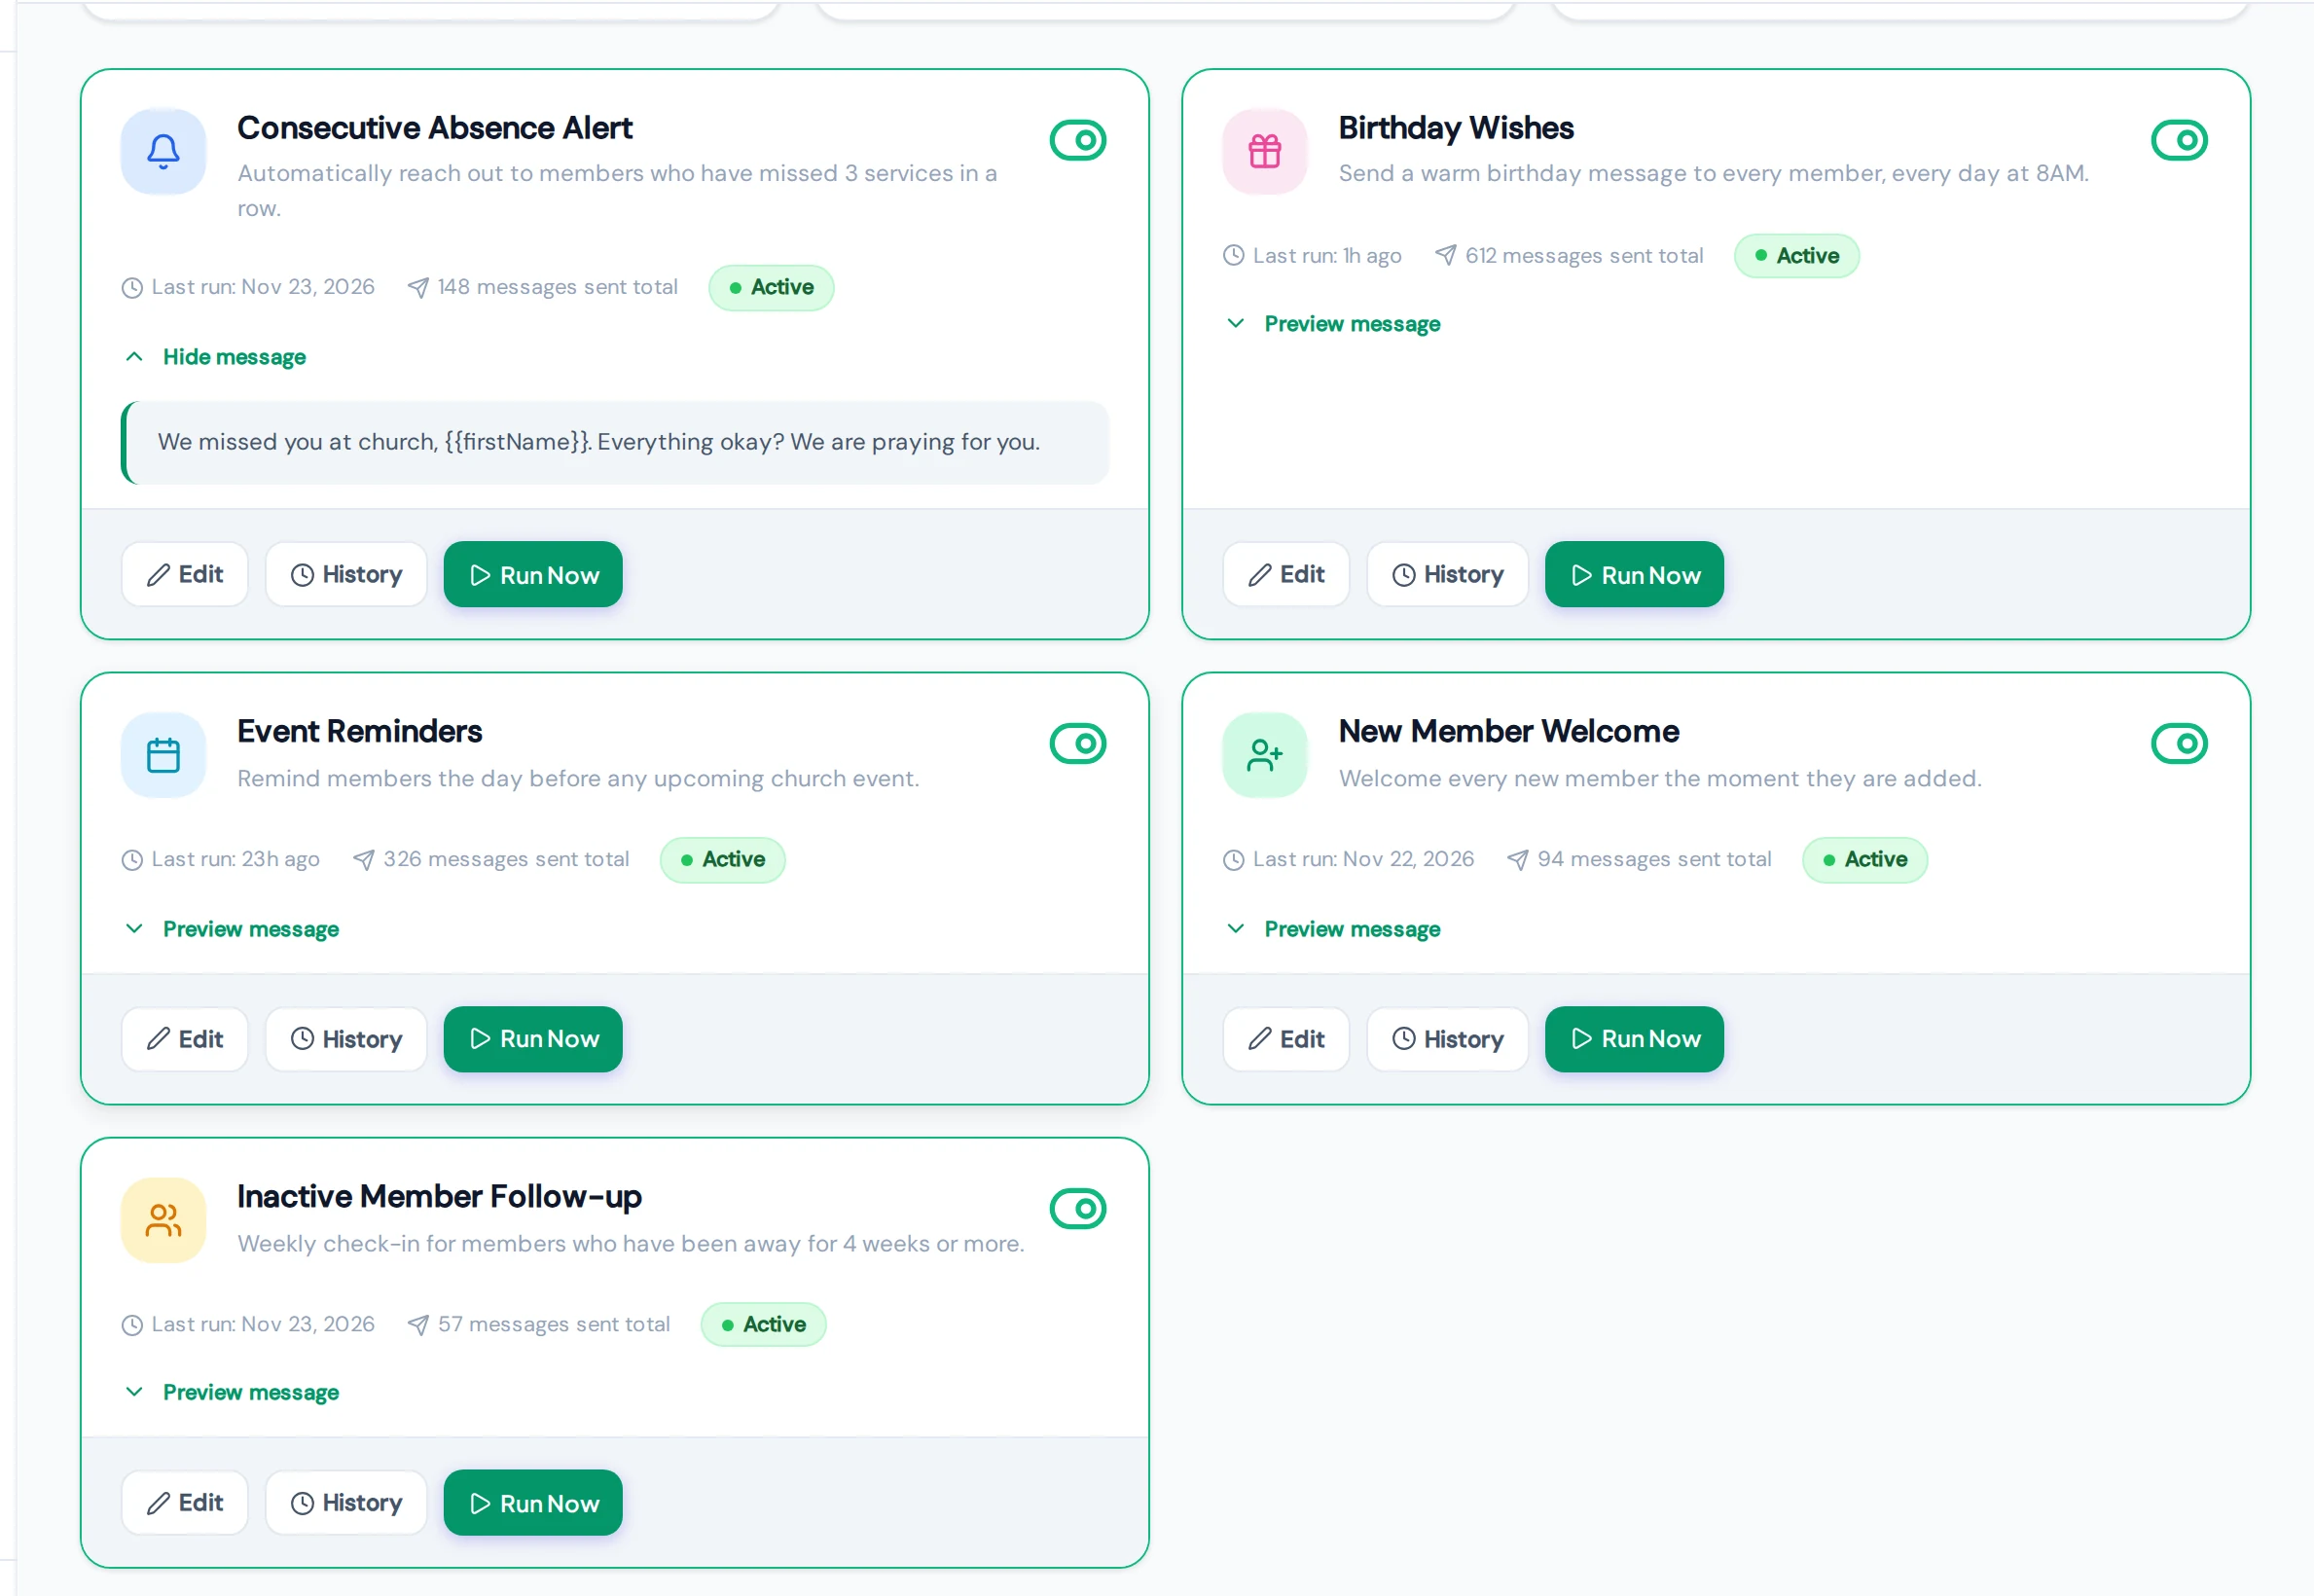 Consecutive Absence Alert
Automatically reach out to members who have missed 3 services in a
row.
Last run: Nov 23, 2026
148 messages sent total
Active
Hide message
We missed you at church, {{firstName}}. Everything okay? We are praying for you.
Edit
History
Run Now
Birthday Wishes
Send a warm birthday message to every member, every day at 8AM.
Last run: 1h ago
612 messages sent total
Active
Preview message
Edit
History
Run Now
Event Reminders
Remind members the day before any upcoming church event.
Last run: 23h ago
326 messages sent total
Active
Preview message
Edit
History
Run Now
New Member Welcome
Welcome every new member the moment they are added.
Last run: Nov 22, 2026
94 messages sent total
Active
Preview message
Edit
History
Run Now
Inactive Member Follow-up
Weekly check-in for members who have been away for 4 weeks or more.
Last run: Nov 23, 2026
57 messages sent total
Active
Preview message
Edit
History
Run Now